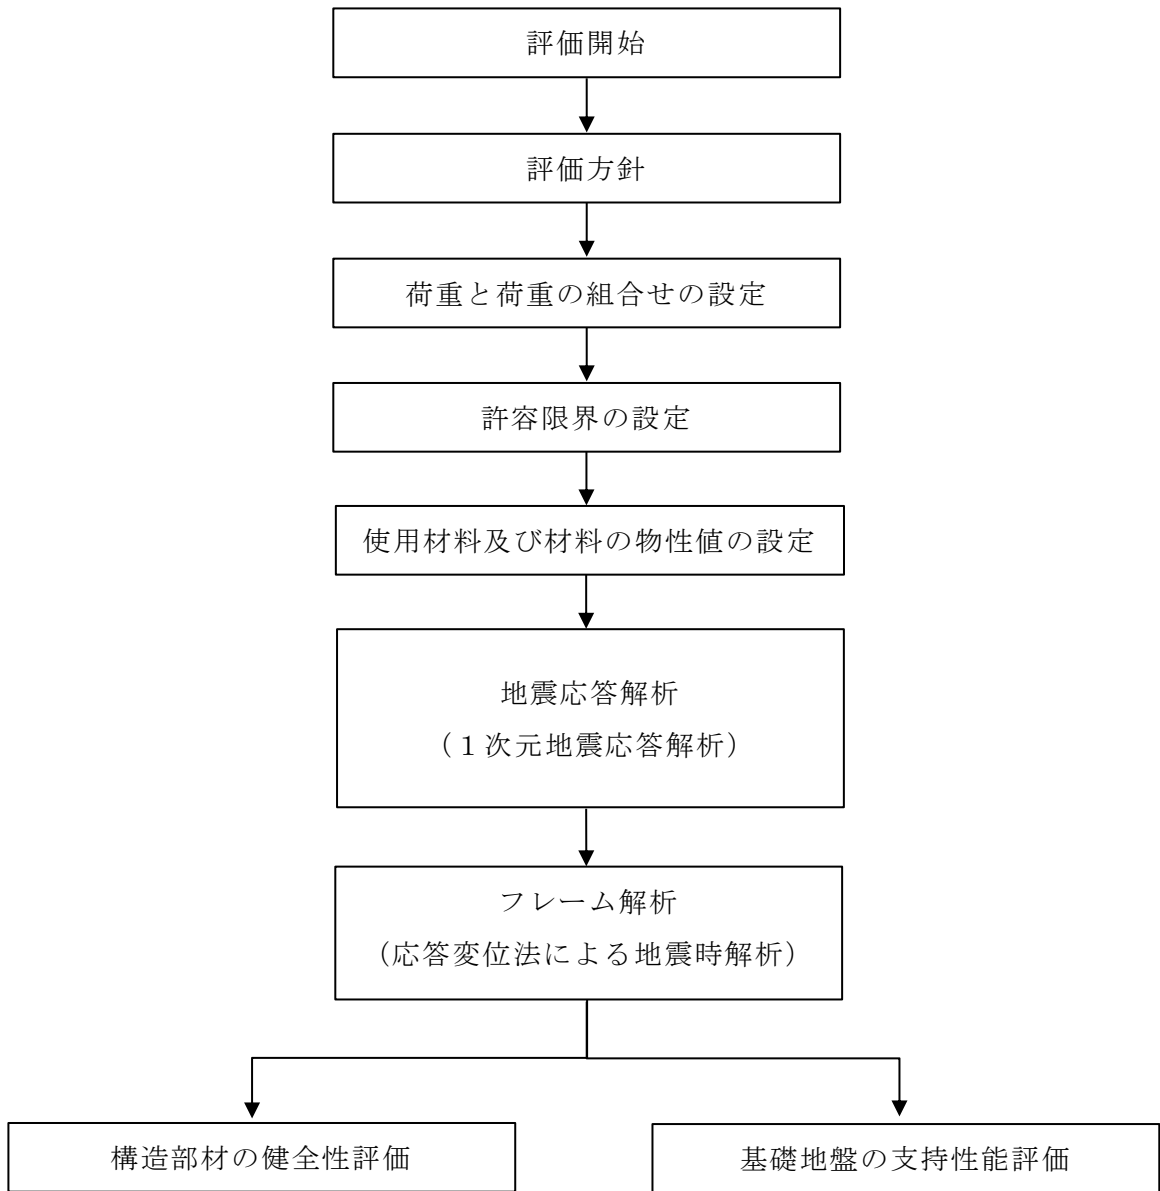 評価開始
評価方針
荷重と荷重の組合せの設定
許容限界の設定
使用材料及び材料の物性値の設定
地震応答解析
（１次元地震応答解析）
フレーム解析
（応答変位法による地震時解析）
構造部材の健全性評価
基礎地盤の支持性能評価